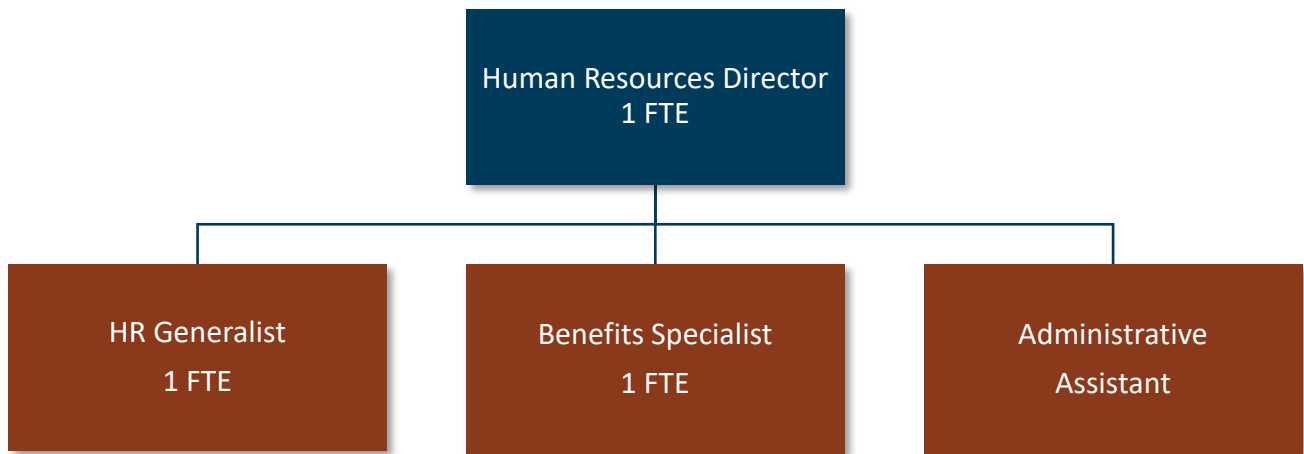 Human Resources Director
1 FTE
HR Generalist
1 FTE
Benefits Specialist
1 FTE
Administrative
Assistant